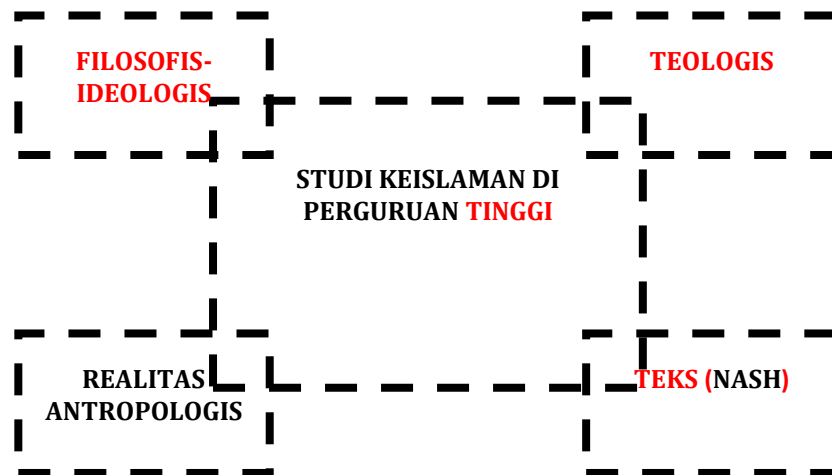 FILOSOFIS-
IDEOLOGIS
TEOLOGIS
STUDI KEISLAMAN DI
PERGURUAN TINGGI
REALITAS
ANTROPOLOGIS
TEKS (NASH)